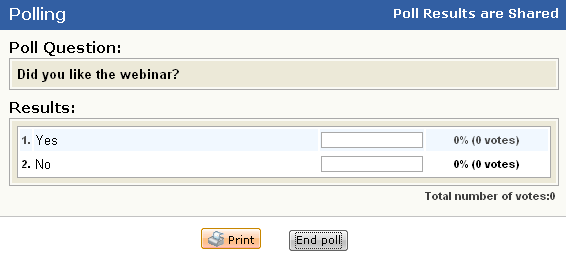 Polling Poll Results are Shared
Poll Question:
Did you like the webinar?
Results:
1. Yes 0% (0 votes)
2. No 0% (0 votes)
Total number of votes:0
Print End poll